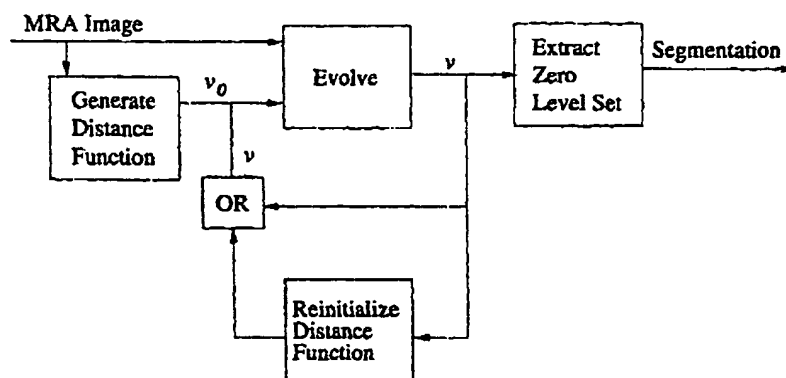 MRA Image
Generate
Distance
Function
v0
Evolve
v
Extract
Zero
Level Set
Segmentation
v
OR
Reinitialize
Distance
Function